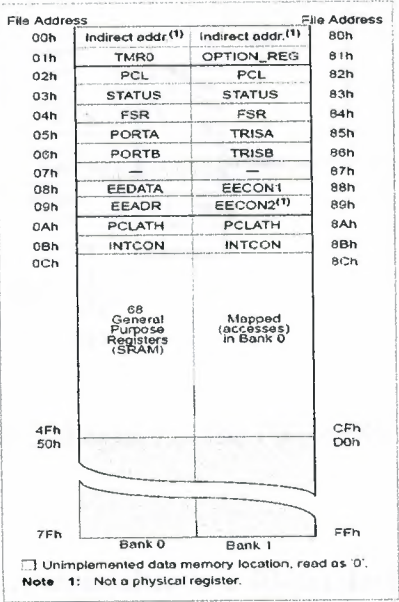 File Address File Address
00h Indirect addr.(1) Indirect addr.(1) 80h
01h TMR0 OPTION_REG 81h
02h PCL PCL 82h
03h STATUS STATUS 83h
04h FSR FSR 84h
05h PORTA TRISA 85h
06h PORTB TRISB 86h
07h — — 87h
08h EEDATA EECON1 88h
09h EEADR EECON2(1) 89h
0Ah PCLATH PCLATH 8Ah
0Bh INTCON INTCON 8Bh
0Ch 8Ch
68
General
Purpose
Registers
(SRAM)
Mapped
(accesses)
in Bank 0
4Fh CFh
50h D0h
7Fh FFh
Bank 0 Bank 1
Unimplemented data memory location, read as '0'.
Note 1: Not a physical register.